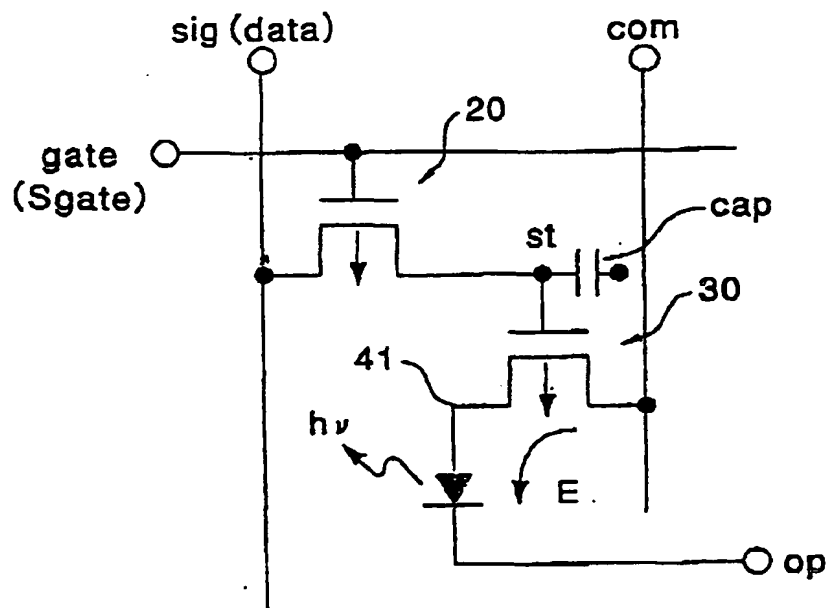 sig (data)
com
20
gate
(Sgate)
cap
st
30
41
hν
E
op